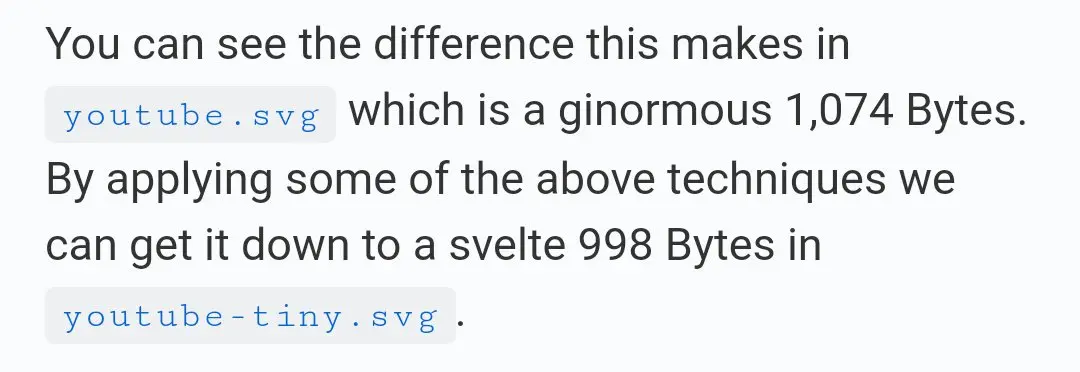 You can see the difference this makes in
youtube.svg which is a ginormous 1,074 Bytes.
By applying some of the above techniques we
can get it down to a svelte 998 Bytes in
youtube-tiny.svg.